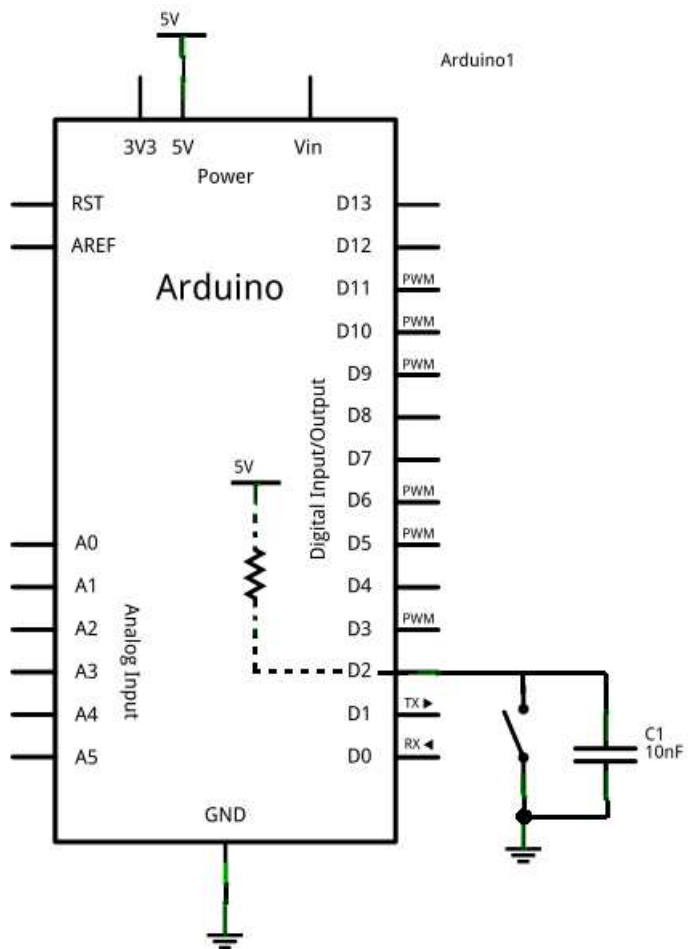 5V
Arduino1
3V3 5V Vin
Power
RST D13
AREF D12
Arduino
D11 PWM
D10 PWM
D9 PWM
D8
Digital Input/Output
D7
5V
D6 PWM
A0 D5 PWM
A1 D4
A2 D3 PWM
Analog Input
A3 D2
A4 D1 TX ►
A5 D0 RX ◄
C1
10nF
GND